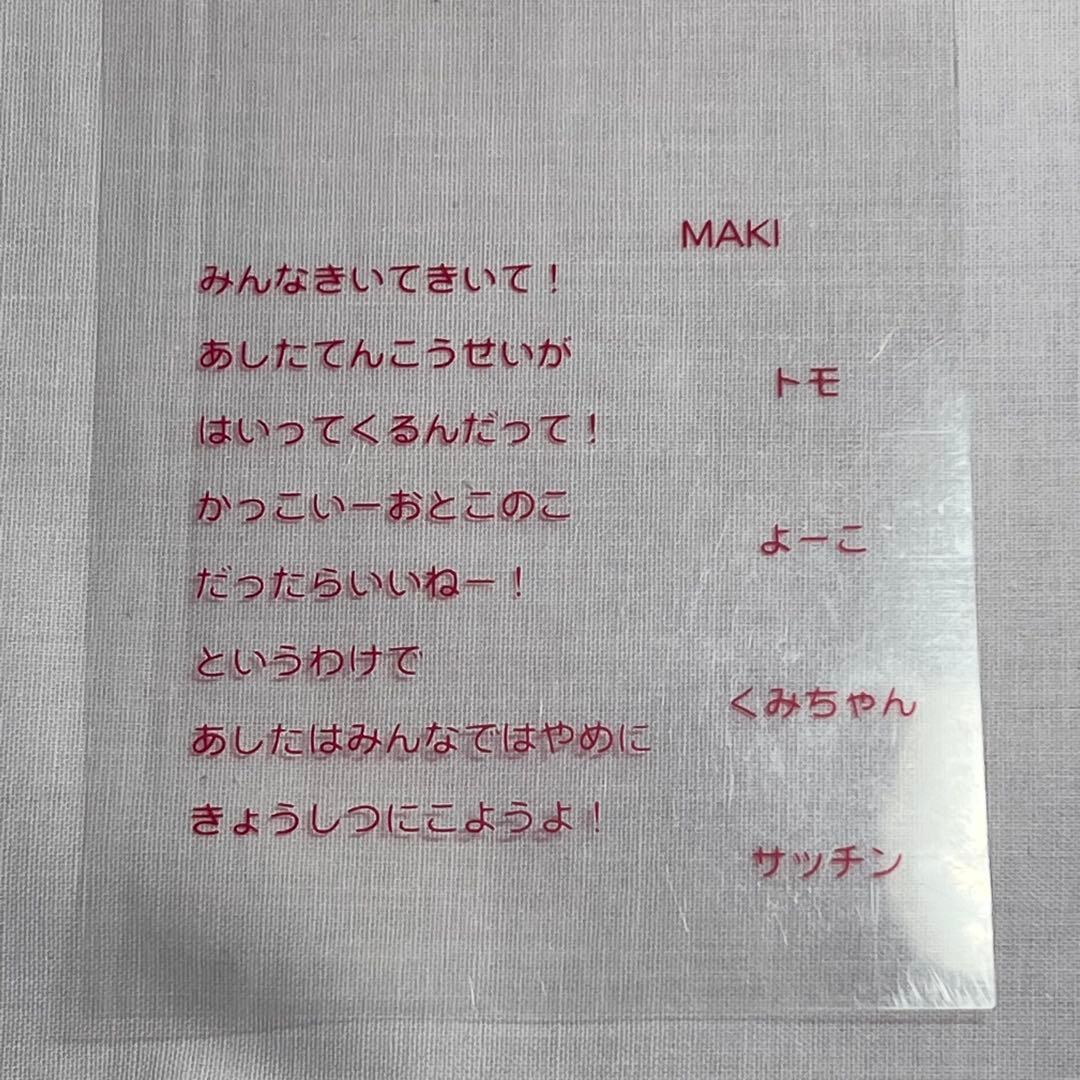 MAKI
みんなきいてきいて！
あしたてんこうせいが
はいってくるんだって！
かっこいーおとこのこ
だったらいいねー！
というわけで
あしたはみんなではやめに
きょうしつにこようよ！
トモ
よーこ
くみちゃん
サッチン